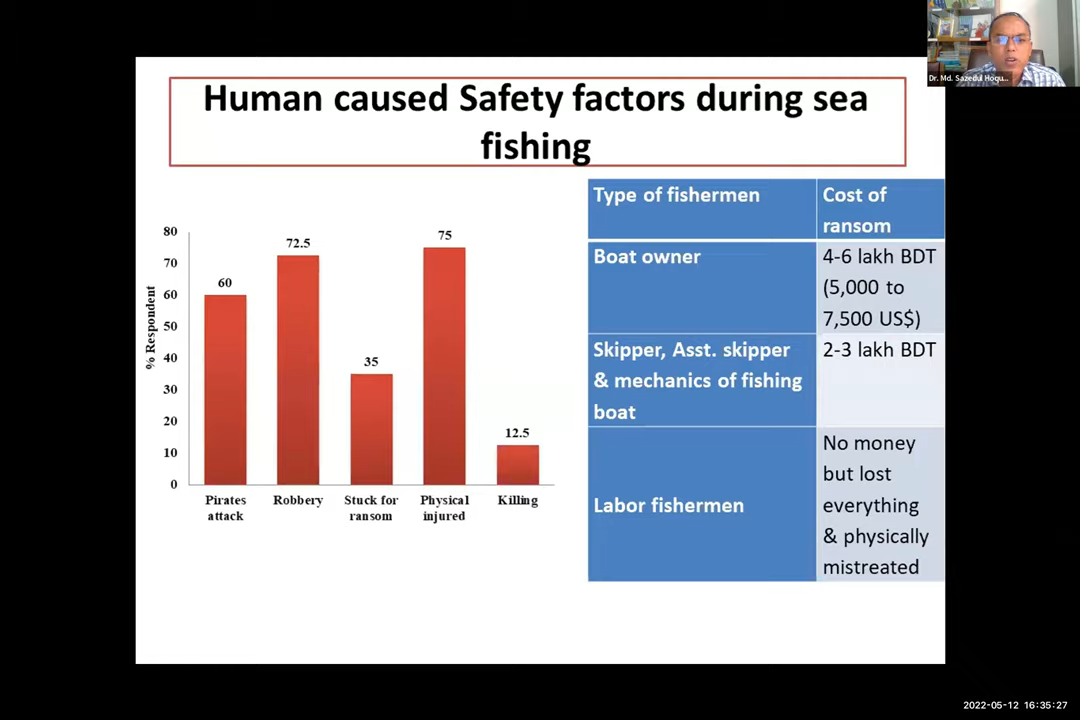 Dr. Md. Sazedul Hoqu...
Human caused Safety factors during sea
fishing
% Respondent
80
70
60
50
40
30
20
10
0
60
72.5
35
75
12.5
Pirates
attack
Robbery
Stuck for
ransom
Physical
injured
Killing
Type of fishermen
Cost of
ransom
Boat owner
4-6 lakh BDT
(5,000 to
7,500 US$)
Skipper, Asst. skipper
& mechanics of fishing
boat
2-3 lakh BDT
Labor fishermen
No money
but lost
everything
& physically
mistreated
2022-05-12 16:35:27